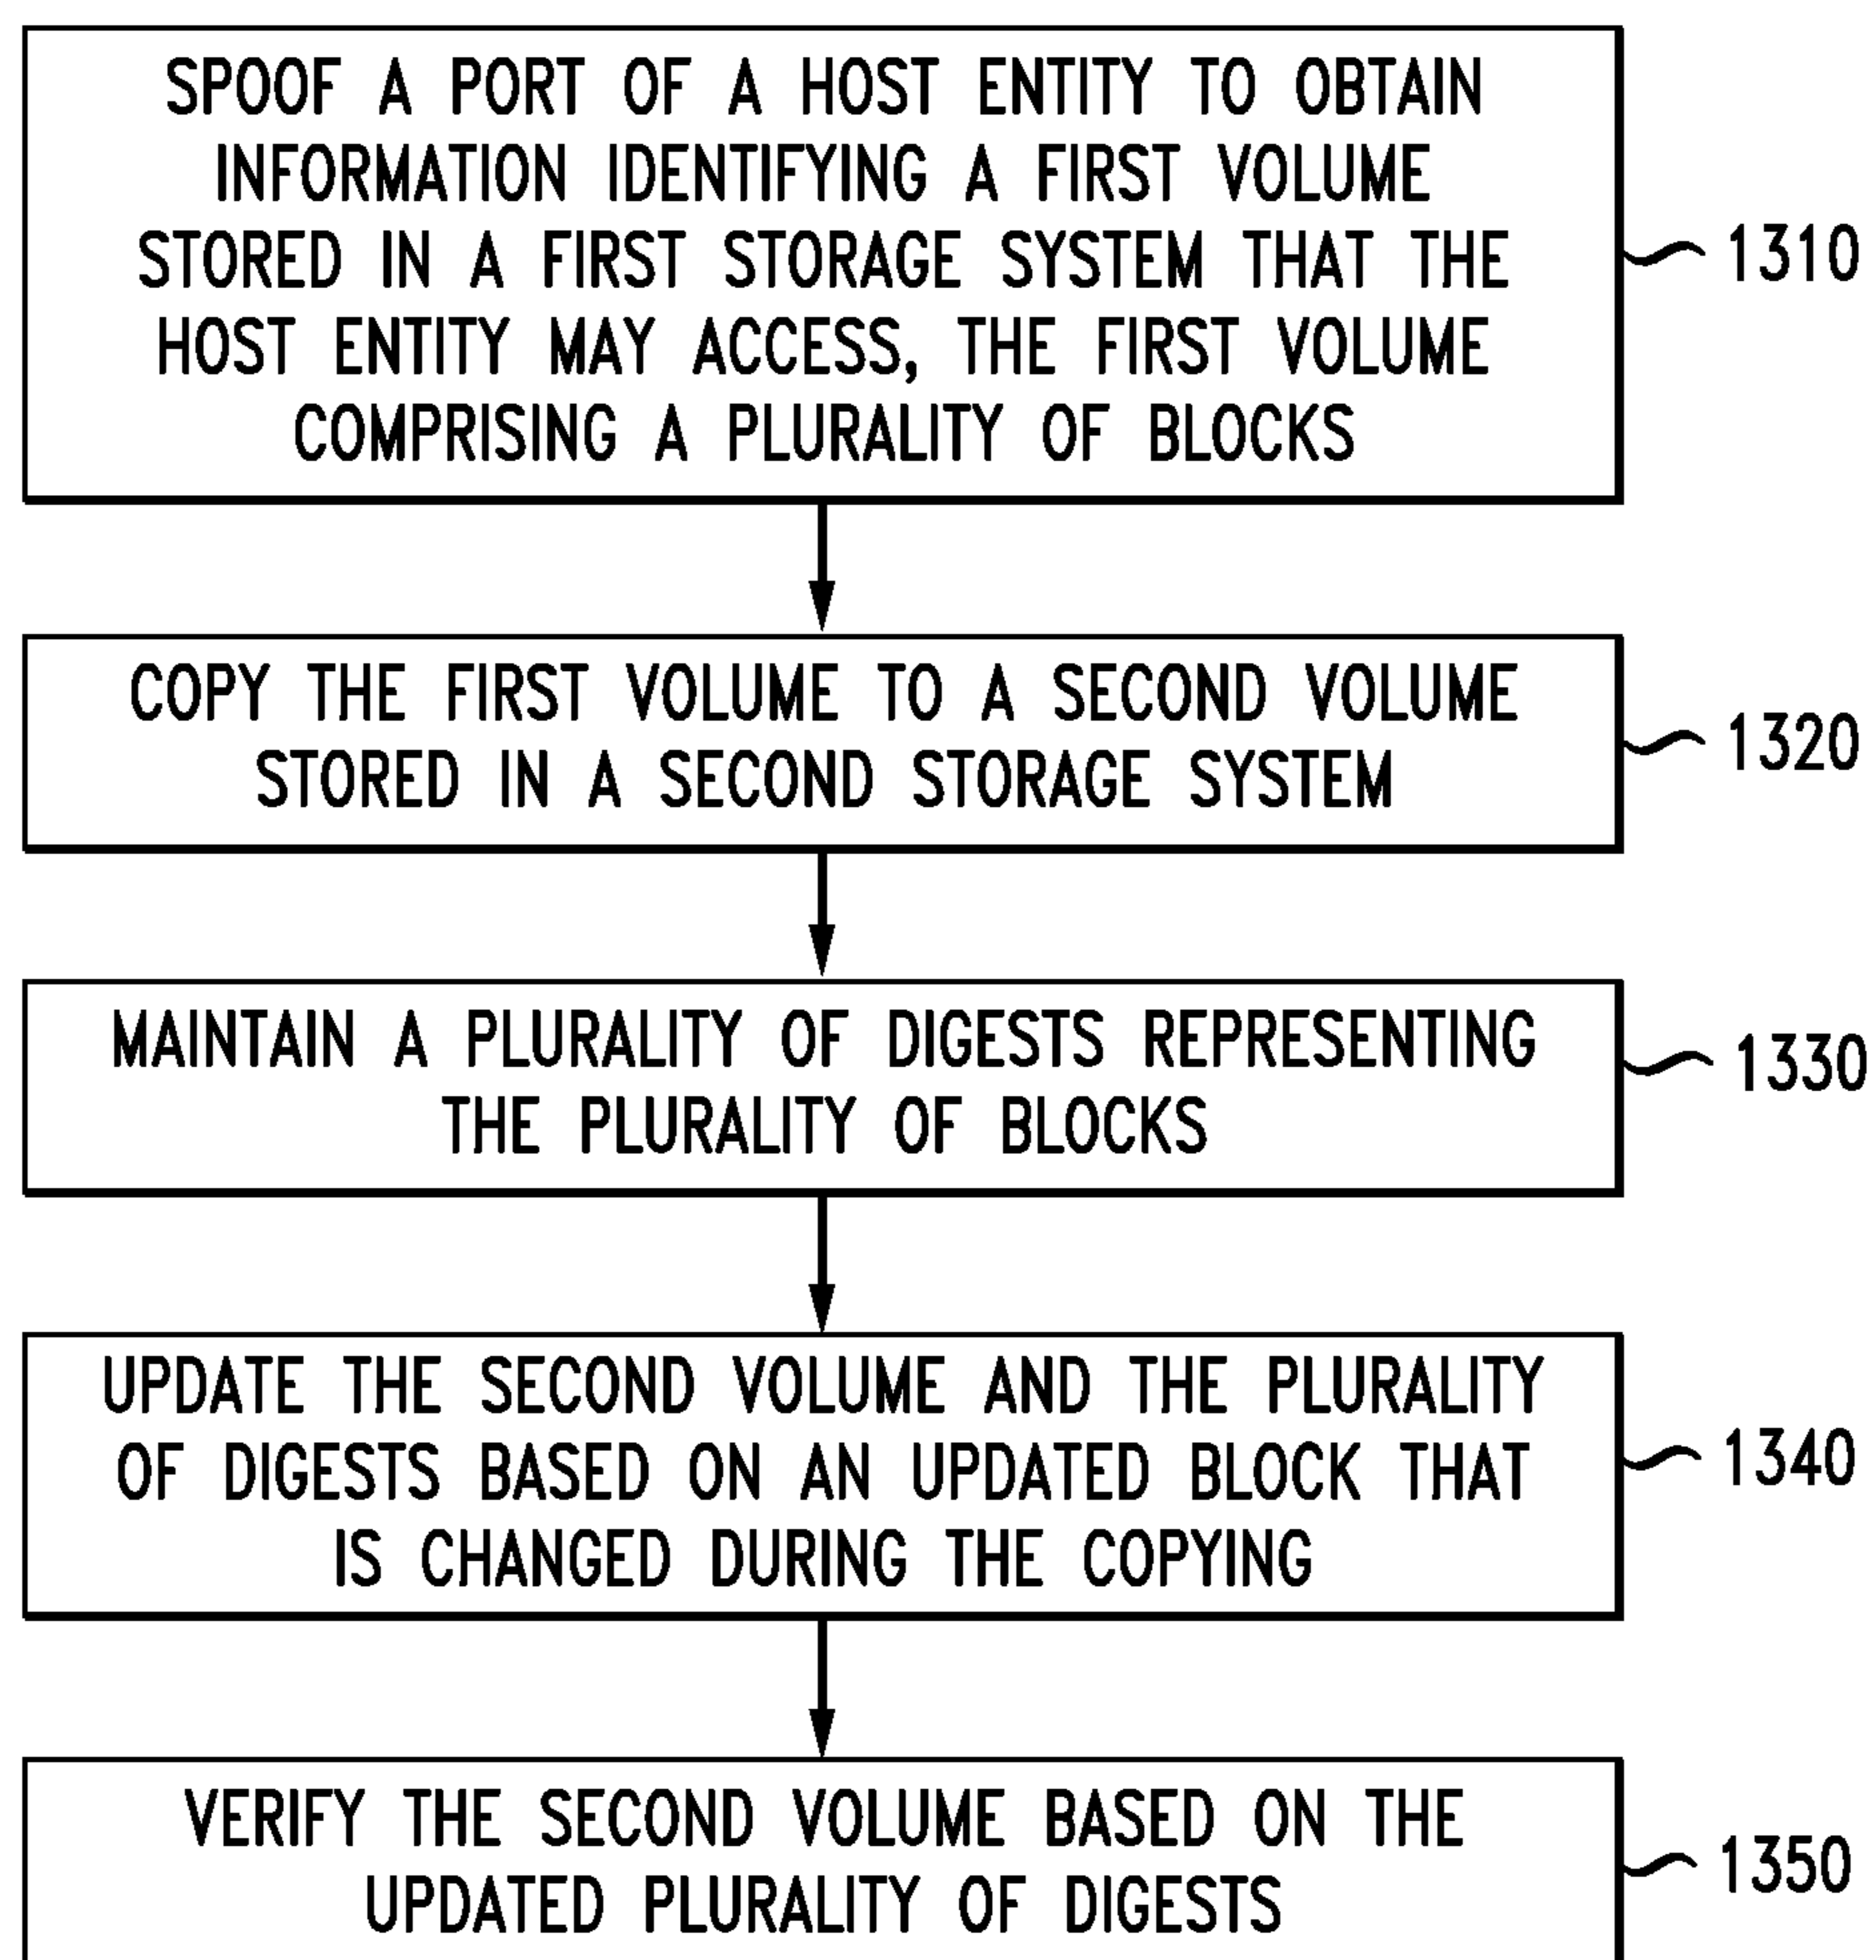 SPOOF A PORT OF A HOST ENTITY TO OBTAIN
INFORMATION IDENTIFYING A FIRST VOLUME
STORED IN A FIRST STORAGE SYSTEM THAT THE
HOST ENTITY MAY ACCESS, THE FIRST VOLUME
COMPRISING A PLURALITY OF BLOCKS
1310
COPY THE FIRST VOLUME TO A SECOND VOLUME
STORED IN A SECOND STORAGE SYSTEM
1320
MAINTAIN A PLURALITY OF DIGESTS REPRESENTING
THE PLURALITY OF BLOCKS
1330
UPDATE THE SECOND VOLUME AND THE PLURALITY
OF DIGESTS BASED ON AN UPDATED BLOCK THAT
IS CHANGED DURING THE COPYING
1340
VERIFY THE SECOND VOLUME BASED ON THE
UPDATED PLURALITY OF DIGESTS
1350